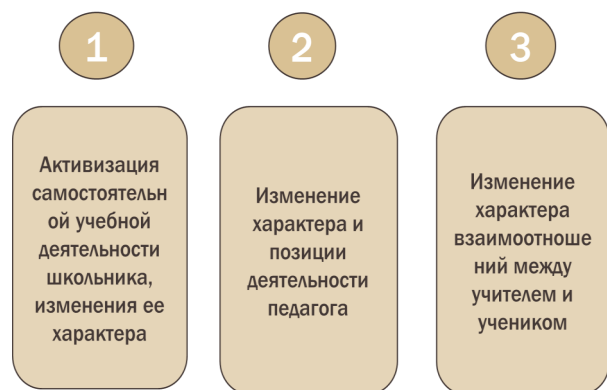 1
2
3
Активизация
самостоятельн
ой учебной
деятельности
школьника,
изменения ее
характера
Изменение
характера и
позиции
деятельности
педагога
Изменение
характера
взаимоотноше
ний между
учителем и
учеником